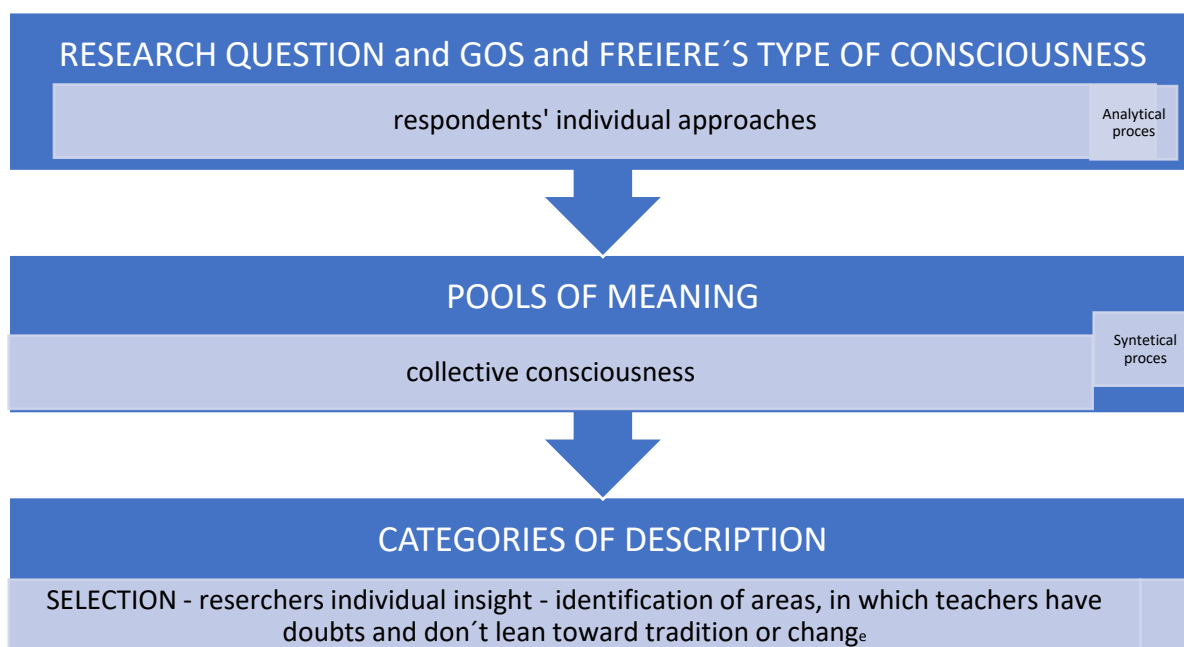 RESEARCH QUESTION and GOS and FREIERE´S TYPE OF CONSCIOUSNESS
respondents' individual approaches
Analytical
proces
POOLS OF MEANING
collective consciousness
Syntetical
proces
CATEGORIES OF DESCRIPTION
SELECTION - reserchers individual insight - identification of areas, in which teachers have
doubts and don´t lean toward tradition or change